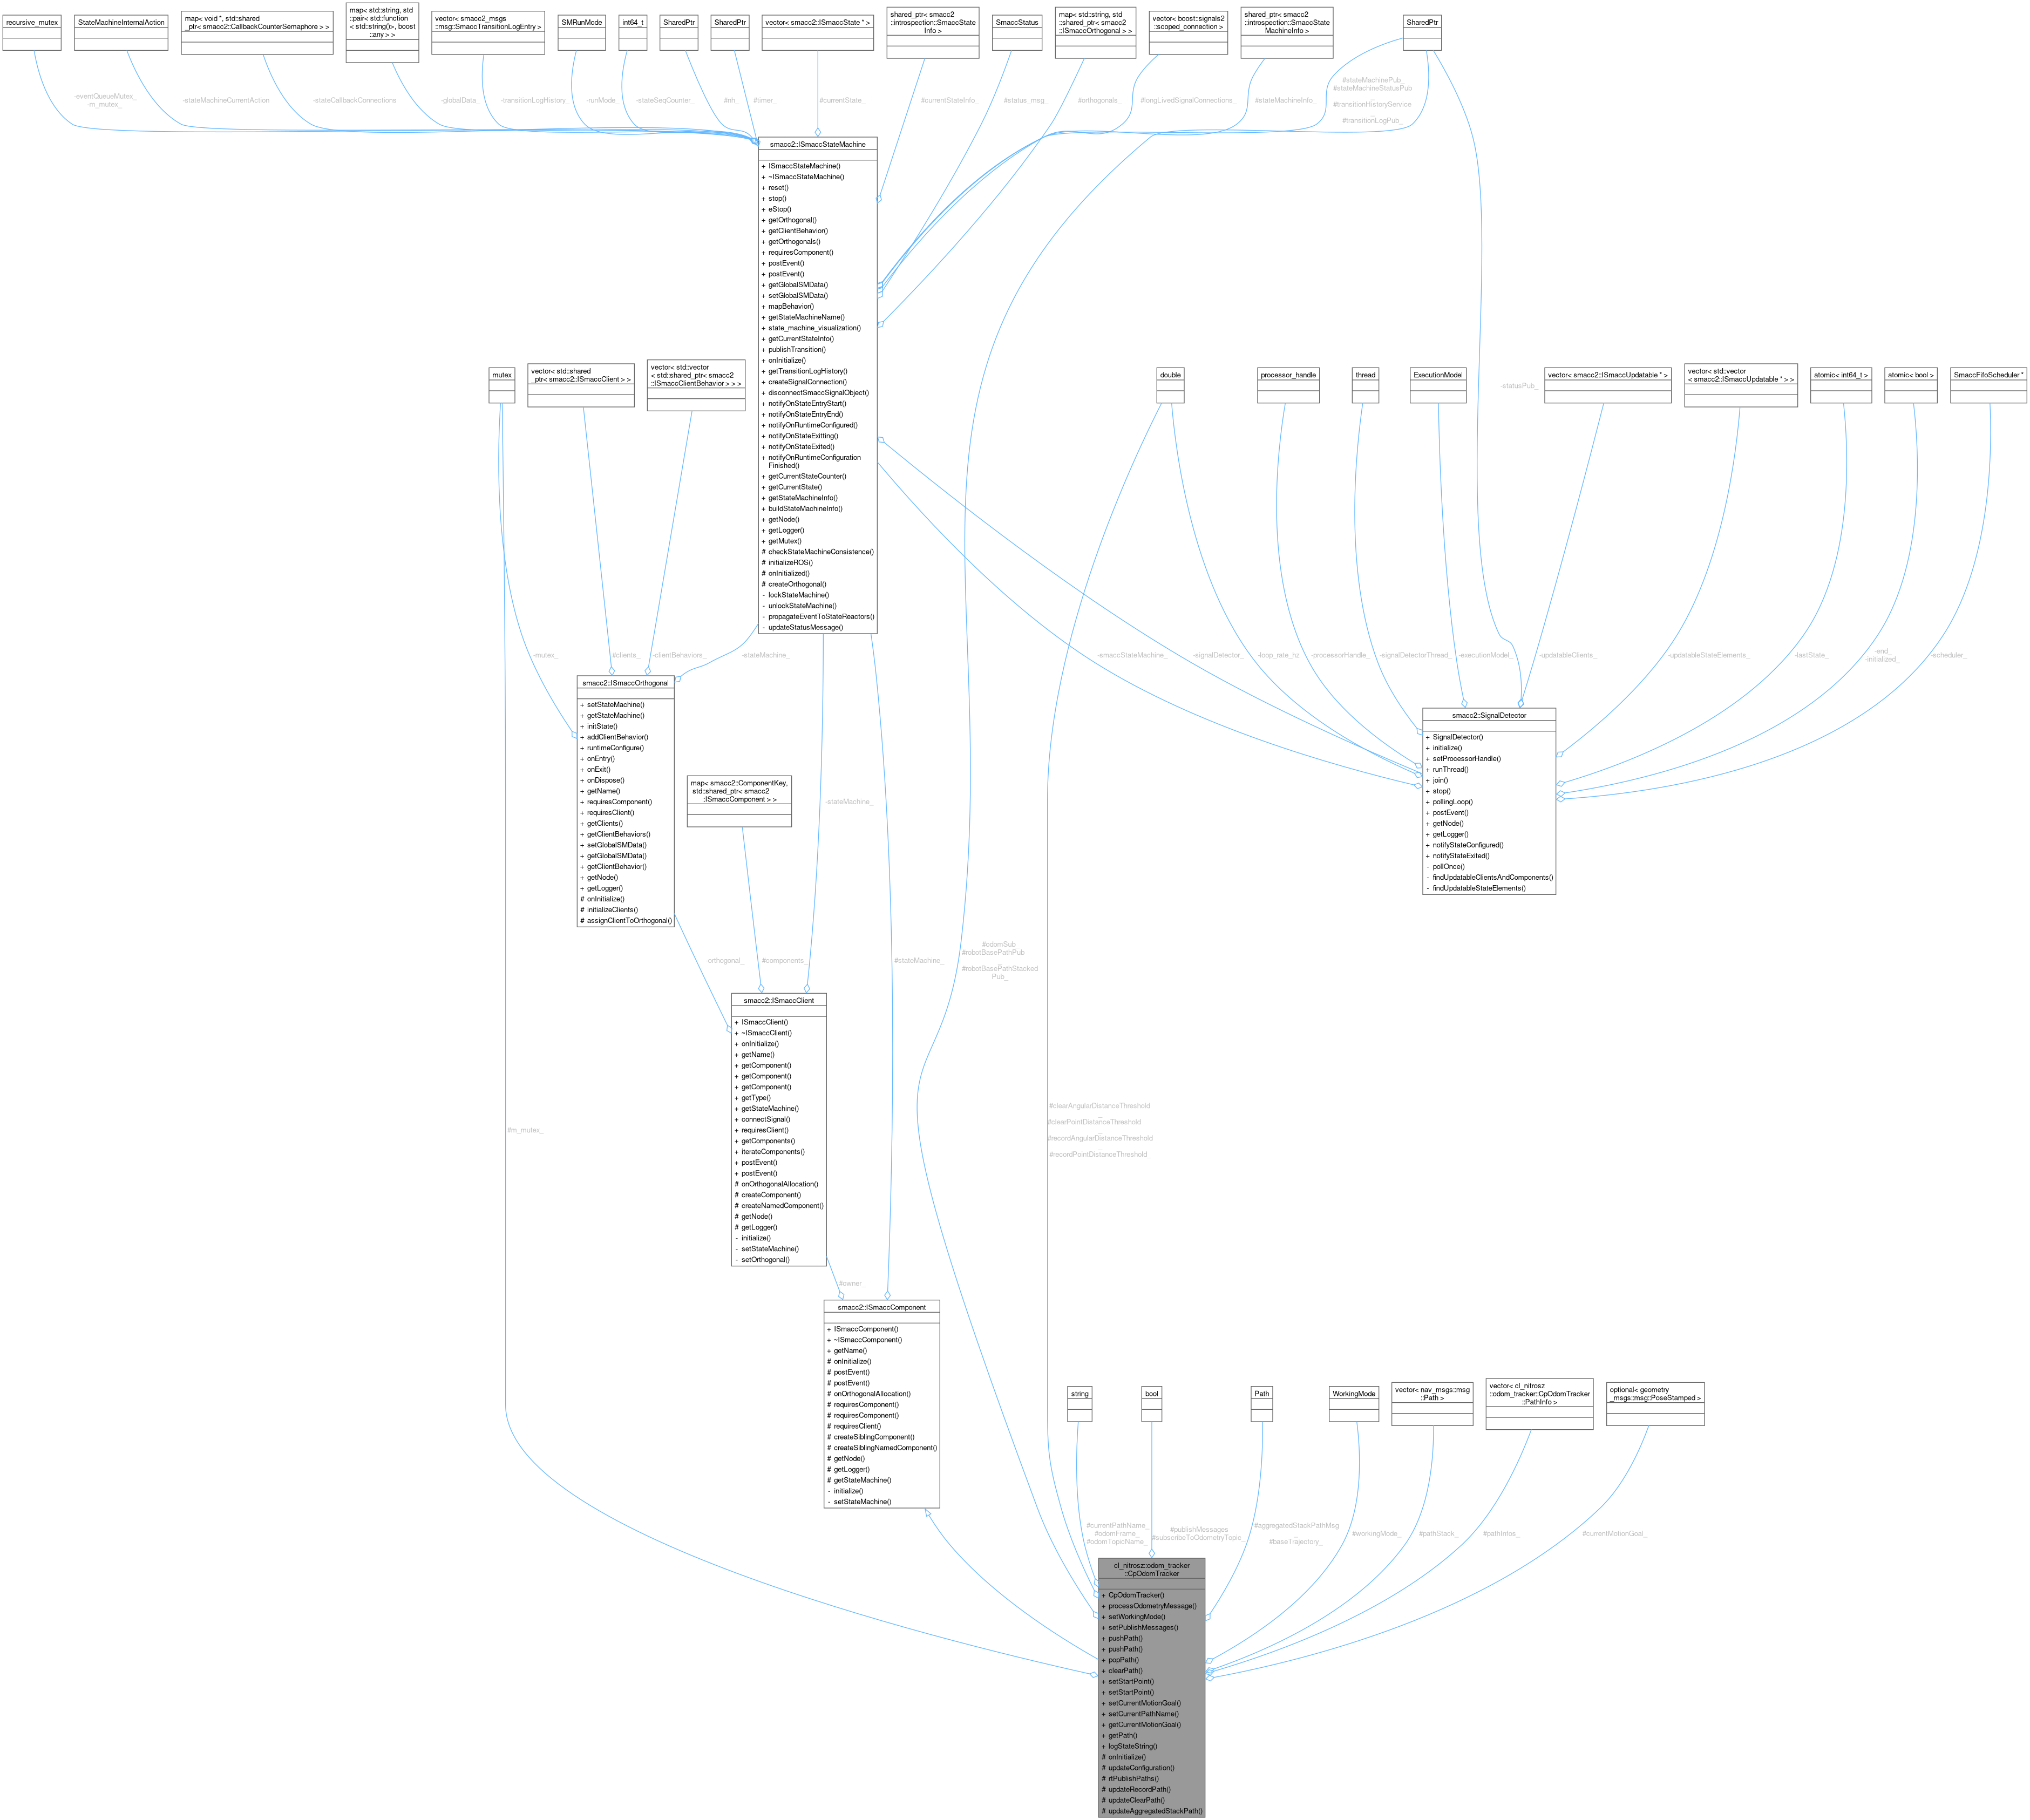 recursive_mutex
StateMachineInternalAction
map< void *, std::shared
_ptr< smacc2::CallbackCounterSemaphore > >
map< std::string, std
::pair< std::function
< std::string()>, boost
::any > >
vector< smacc2_msgs
::msg::SmaccTransitionLogEntry >
SMRunMode
int64_t
SharedPtr
SharedPtr
vector< smacc2::ISmaccState * >
shared_ptr< smacc2
::introspection::SmaccState
Info >
SmaccStatus
map< std::string, std
::shared_ptr< smacc2
::ISmaccOrthogonal > >
vector< boost::signals2
::scoped_connection >
shared_ptr< smacc2
::introspection::SmaccState
MachineInfo >
SharedPtr
-eventQueueMutex_
-m_mutex_
-stateMachineCurrentAction
-stateCallbackConnections
-globalData_
-transitionLogHistory_
-runMode_
-stateSeqCounter_
#nh_
#timer_
#currentState_
#currentStateInfo_
#status_msg_
#orthogonals_
#longLivedSignalConnections_
#stateMachineInfo_
#stateMachinePub_
#stateMachineStatusPub
_
#transitionHistoryService
_
#transitionLogPub_
smacc2::ISmaccStateMachine
+ ISmaccStateMachine()
+ ~ISmaccStateMachine()
+ reset()
+ stop()
+ eStop()
+ getOrthogonal()
+ getClientBehavior()
+ getOrthogonals()
+ requiresComponent()
+ postEvent()
+ postEvent()
+ getGlobalSMData()
+ setGlobalSMData()
+ mapBehavior()
+ getStateMachineName()
+ state_machine_visualization()
+ getCurrentStateInfo()
+ publishTransition()
+ onInitialize()
+ getTransitionLogHistory()
+ createSignalConnection()
+ disconnectSmaccSignalObject()
+ notifyOnStateEntryStart()
+ notifyOnStateEntryEnd()
+ notifyOnRuntimeConfigured()
+ notifyOnStateExitting()
+ notifyOnStateExited()
+ notifyOnRuntimeConfiguration
Finished()
+ getCurrentStateCounter()
+ getCurrentState()
+ getStateMachineInfo()
+ buildStateMachineInfo()
+ getNode()
+ getLogger()
+ getMutex()
# checkStateMachineConsistence()
# initializeROS()
# onInitialized()
# createOrthogonal()
- lockStateMachine()
- unlockStateMachine()
- propagateEventToStateReactors()
- updateStatusMessage()
mutex
vector< std::shared
_ptr< smacc2::ISmaccClient > >
vector< std::vector
< std::shared_ptr< smacc2
::ISmaccClientBehavior > > >
double
processor_handle
thread
ExecutionModel
-statusPub_
vector< smacc2::ISmaccUpdatable * >
vector< std::vector
< smacc2::ISmaccUpdatable * > >
atomic< int64_t >
atomic< bool >
SmaccFifoScheduler *
-mutex_
#clients_
-clientBehaviors_
-stateMachine_
-smaccStateMachine_
-signalDetector_
-loop_rate_hz
-processorHandle_
-signalDetectorThread_
-executionModel_
-updatableClients_
-updatableStateElements_
-lastState_
-end_
-initialized_
-scheduler_
smacc2::ISmaccOrthogonal
+ setStateMachine()
+ getStateMachine()
+ initState()
+ addClientBehavior()
+ runtimeConfigure()
+ onEntry()
+ onExit()
+ onDispose()
+ getName()
+ requiresComponent()
+ requiresClient()
+ getClients()
+ getClientBehaviors()
+ setGlobalSMData()
+ getGlobalSMData()
+ getClientBehavior()
+ getNode()
+ getLogger()
# onInitialize()
# initializeClients()
# assignClientToOrthogonal()
smacc2::SignalDetector
+ SignalDetector()
+ initialize()
+ setProcessorHandle()
+ runThread()
+ join()
+ stop()
+ pollingLoop()
+ postEvent()
+ getNode()
+ getLogger()
+ notifyStateConfigured()
+ notifyStateExited()
- pollOnce()
- findUpdatableClientsAndComponents()
- findUpdatableStateElements()
map< smacc2::ComponentKey,
std::shared_ptr< smacc2
::ISmaccComponent > >
-stateMachine_
-orthogonal_
#components_
#stateMachine_
#odomSub_
#robotBasePathPub
_
#robotBasePathStacked
Pub_
smacc2::ISmaccClient
+ ISmaccClient()
+ ~ISmaccClient()
+ onInitialize()
+ getName()
+ getComponent()
+ getComponent()
+ getComponent()
+ getType()
+ getStateMachine()
+ connectSignal()
+ requiresClient()
+ getComponents()
+ iterateComponents()
+ postEvent()
+ postEvent()
# onOrthogonalAllocation()
# createComponent()
# createNamedComponent()
# getNode()
# getLogger()
- initialize()
- setStateMachine()
- setOrthogonal()
#m_mutex_
#clearAngularDistanceThreshold
_
#clearPointDistanceThreshold
_
#recordAngularDistanceThreshold
_
#recordPointDistanceThreshold_
#owner_
smacc2::ISmaccComponent
+ ISmaccComponent()
+ ~ISmaccComponent()
+ getName()
# onInitialize()
# postEvent()
# postEvent()
# onOrthogonalAllocation()
# requiresComponent()
# requiresComponent()
# requiresClient()
# createSiblingComponent()
# createSiblingNamedComponent()
# getNode()
# getLogger()
# getStateMachine()
- initialize()
- setStateMachine()
string
bool
Path
WorkingMode
vector< nav_msgs::msg
::Path >
vector< cl_nitrosz
::odom_tracker::CpOdomTracker
::PathInfo >
optional< geometry
_msgs::msg::PoseStamped >
#currentPathName_
#odomFrame_
#odomTopicName_
#publishMessages
#subscribeToOdometryTopic_
#aggregatedStackPathMsg
_
#baseTrajectory_
#workingMode_
#pathStack_
#pathInfos_
#currentMotionGoal_
cl_nitrosz::odom_tracker
::CpOdomTracker
+ CpOdomTracker()
+ processOdometryMessage()
+ setWorkingMode()
+ setPublishMessages()
+ pushPath()
+ pushPath()
+ popPath()
+ clearPath()
+ setStartPoint()
+ setStartPoint()
+ setCurrentMotionGoal()
+ setCurrentPathName()
+ getCurrentMotionGoal()
+ getPath()
+ logStateString()
# onInitialize()
# updateConfiguration()
# rtPublishPaths()
# updateRecordPath()
# updateClearPath()
# updateAggregatedStackPath()